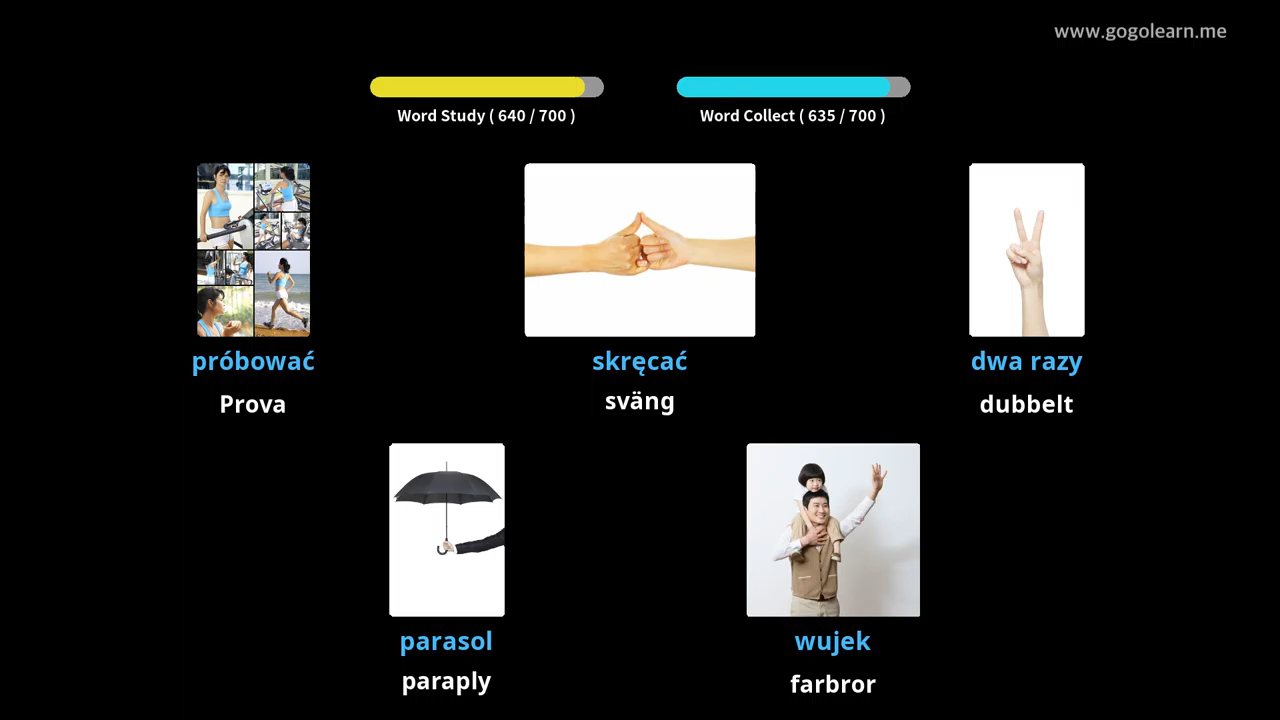 www.gogolearn.me
Word Study ( 640 / 700 )
Word Collect ( 635 / 700 )
próbować
skręcać
dwa razy
Prova
sväng
dubbelt
parasol
wujek
paraply
farbror